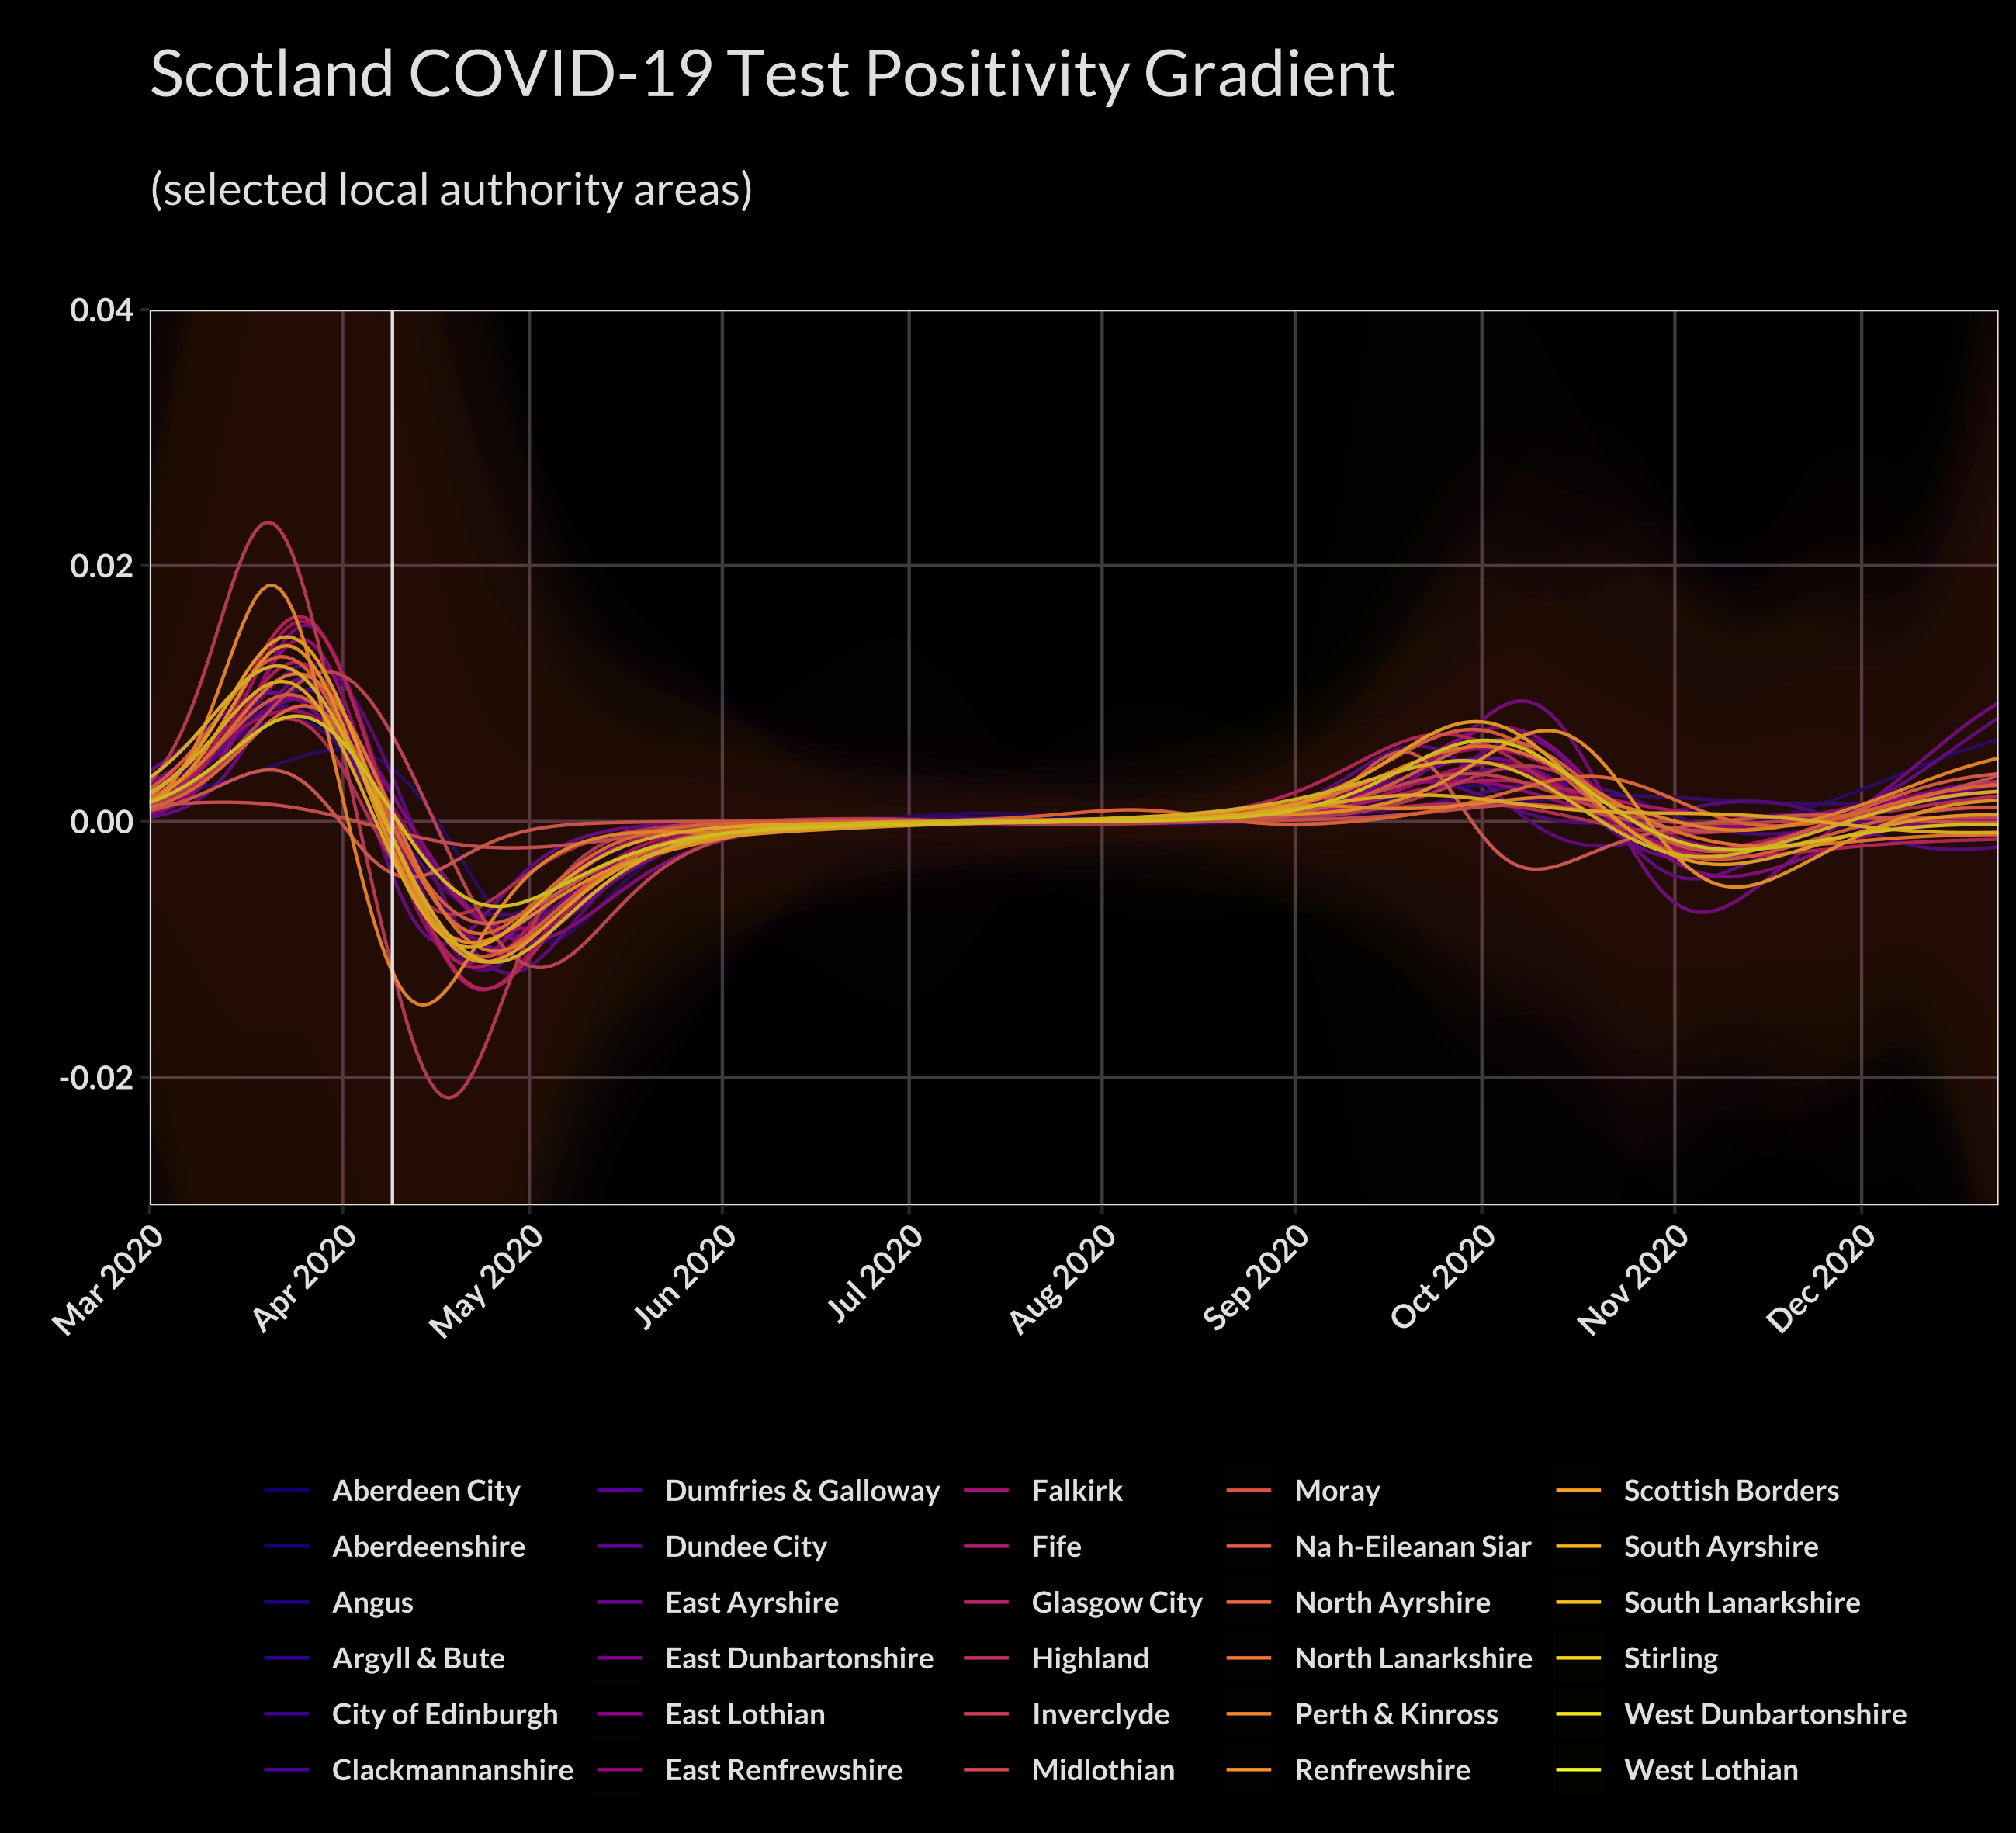 Scotland COVID-19 Test Positivity Gradient
(selected local authority areas)
0.04
0.02
0.00
-0.02
Mar 2020
Apr 2020
May 2020
Jun 2020
Jul 2020
Aug 2020
Sep 2020
Oct 2020
Nov 2020
Dec 2020
Aberdeen City
Aberdeenshire
Angus
Argyll & Bute
City of Edinburgh
Clackmannanshire
Dumfries & Galloway
Dundee City
East Ayrshire
East Dunbartonshire
East Lothian
East Renfrewshire
Falkirk
Fife
Glasgow City
Highland
Inverclyde
Midlothian
Moray
Na h-Eileanan Siar
North Ayrshire
North Lanarkshire
Perth & Kinross
Renfrewshire
Scottish Borders
South Ayrshire
South Lanarkshire
Stirling
West Dunbartonshire
West Lothian